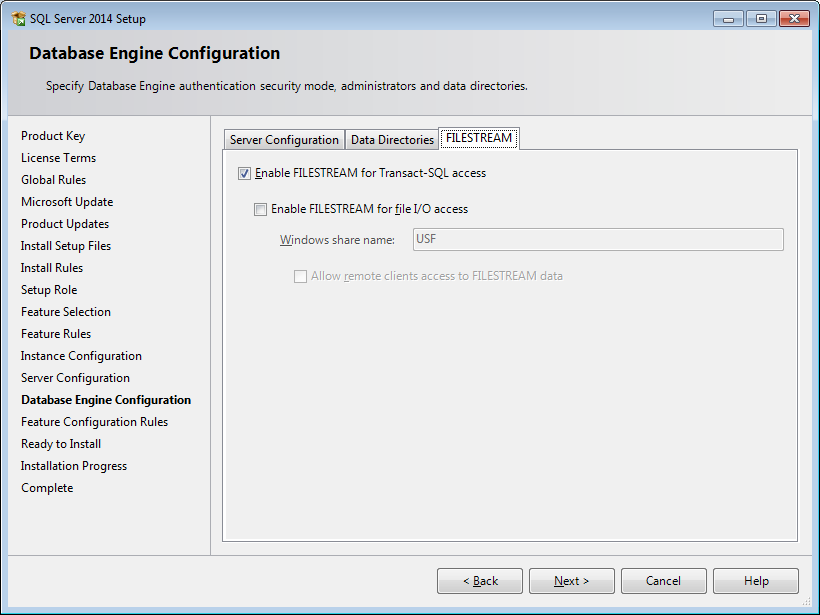 SQL Server 2014 Setup
Database Engine Configuration
Specify Database Engine authentication security mode, administrators and data directories.
Product Key
License Terms
Global Rules
Microsoft Update
Product Updates
Install Setup Files
Install Rules
Setup Role
Feature Selection
Feature Rules
Instance Configuration
Server Configuration
Database Engine Configuration
Feature Configuration Rules
Ready to Install
Installation Progress
Complete
Server Configuration Data Directories FILESTREAM
Enable FILESTREAM for Transact-SQL access
Enable FILESTREAM for file I/O access
Windows share name: USF
Allow remote clients access to FILESTREAM data
< Back Next > Cancel Help